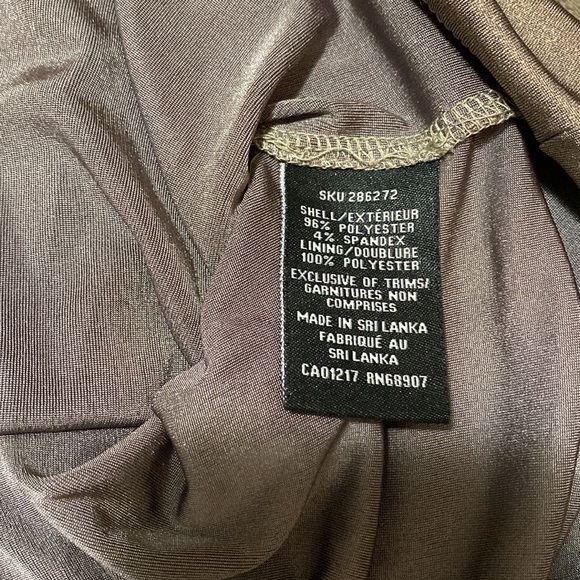 SKU 286272
SHELL/EXTÉRIEUR
96% POLYESTER
4% SPANDEX
LINING/DOUBLURE
100% POLYESTER
EXCLUSIVE OF TRIMS/
GARNITURES NON
COMPRISES
MADE IN SRI LANKA
FABRIQUÉ AU
SRI LANKA
CA01217 RN68907